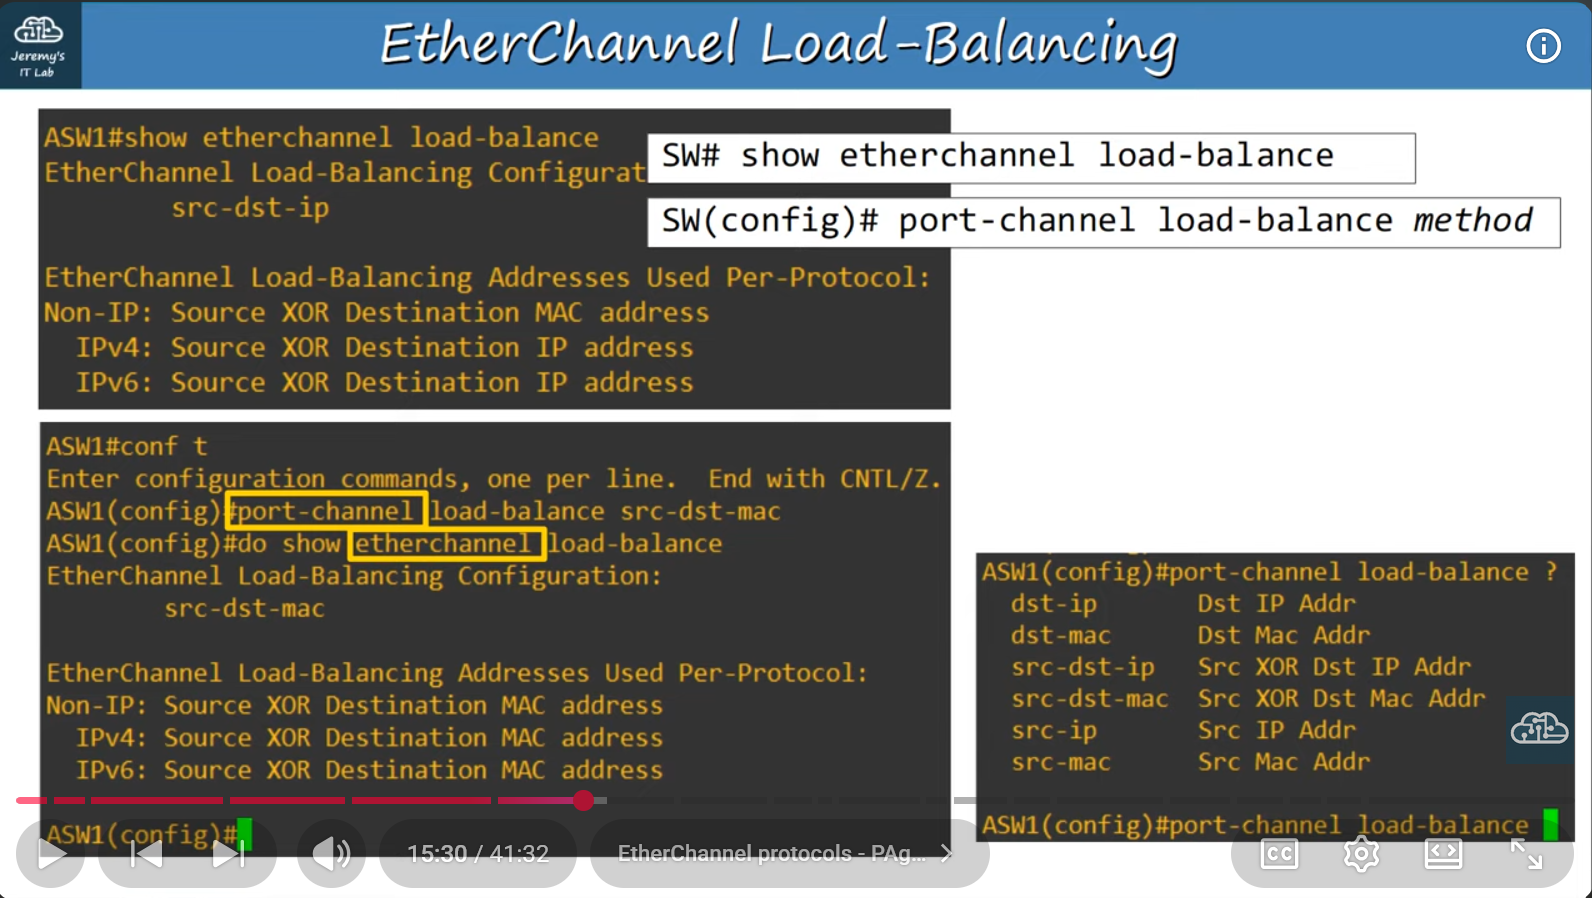 Jeremy's
IT Lab
EtherChannel Load-Balancing
ASW1#show etherchannel load-balance
EtherChannel Load-Balancing Configurat
src-dst-ip
EtherChannel Load-Balancing Addresses Used Per-Protocol:
Non-IP: Source XOR Destination MAC address
IPv4: Source XOR Destination IP address
IPv6: Source XOR Destination IP address
SW# show etherchannel load-balance
SW(config)# port-channel load-balance method
ASW1#conf t
Enter configuration commands, one per line.  End with CNTL/Z.
ASW1(config)#port-channel load-balance src-dst-mac
ASW1(config)#do show etherchannel load-balance
EtherChannel Load-Balancing Configuration:
src-dst-mac
EtherChannel Load-Balancing Addresses Used Per-Protocol:
Non-IP: Source XOR Destination MAC address
IPv4: Source XOR Destination MAC address
IPv6: Source XOR Destination MAC address
ASW1(config)#
ASW1(config)#port-channel load-balance ?
dst-ip Dst IP Addr
dst-mac Dst Mac Addr
src-dst-ip Src XOR Dst IP Addr
src-dst-mac Src XOR Dst Mac Addr
src-ip Src IP Addr
src-mac Src Mac Addr
ASW1(config)#port-channel load-balance
15:30 / 41:32
EtherChannel protocols - PAg...
CC